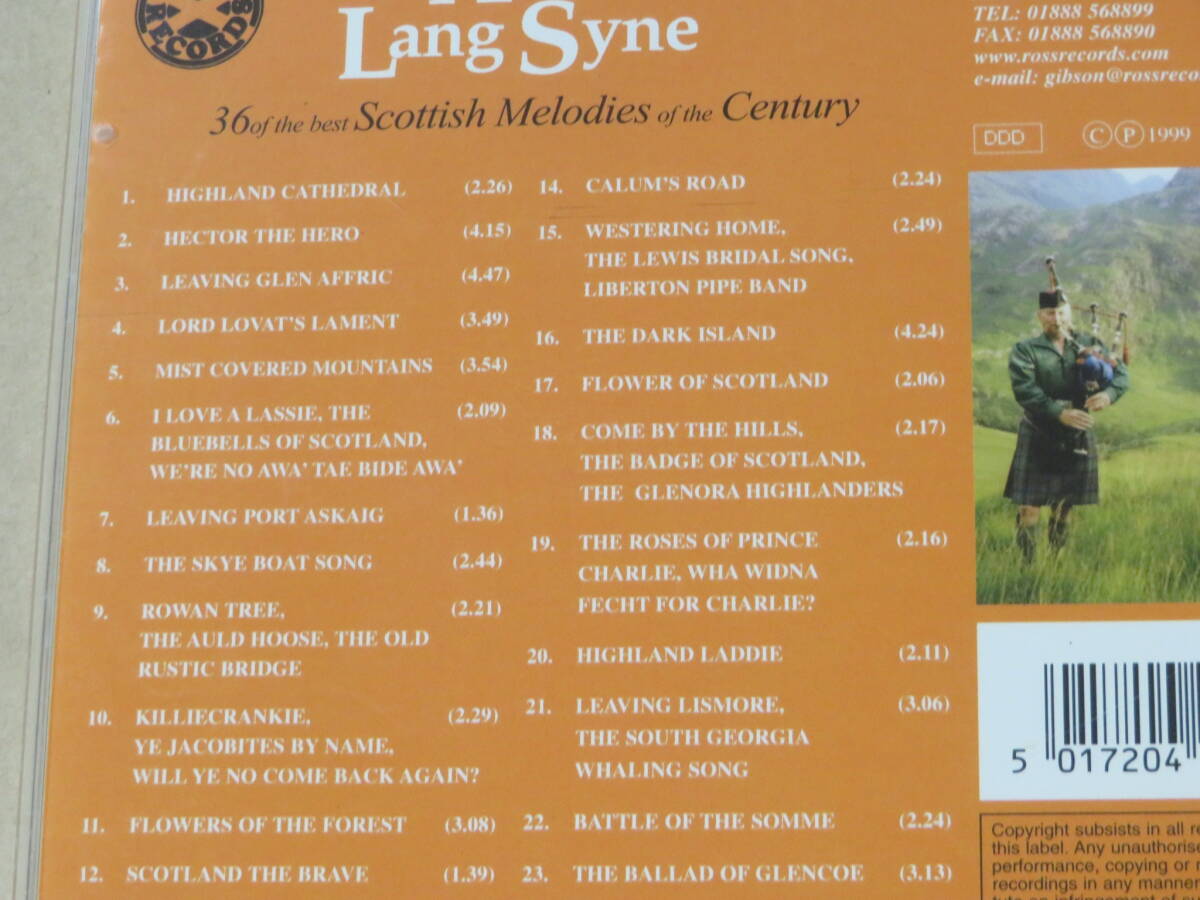 RECORDS
Lang Syne
36 of the best Scottish Melodies of the Century
1. HIGHLAND CATHEDRAL (2.26)
2. HECTOR THE HERO (4.15)
3. LEAVING GLEN AFFRIC (4.47)
4. LORD LOVAT'S LAMENT (3.49)
5. MIST COVERED MOUNTAINS (3.54)
6. I LOVE A LASSIE, THE (2.09)
BLUEBELLS OF SCOTLAND,
WE'RE NO AWA' TAE BIDE AWA'
7. LEAVING PORT ASKAIG (1.36)
8. THE SKYE BOAT SONG (2.44)
9. ROWAN TREE, (2.21)
THE AULD HOOSE, THE OLD
RUSTIC BRIDGE
10. KILLIECRANKIE, (2.29)
YE JACOBITES BY NAME,
WILL YE NO COME BACK AGAIN?
11. FLOWERS OF THE FOREST (3.08)
12. SCOTLAND THE BRAVE (1.39)
14. CALUM'S ROAD (2.24)
15. WESTERING HOME, (2.49)
THE LEWIS BRIDAL SONG,
LIBERTON PIPE BAND
16. THE DARK ISLAND (4.24)
17. FLOWER OF SCOTLAND (2.06)
18. COME BY THE HILLS, (2.17)
THE BADGE OF SCOTLAND,
THE GLENORA HIGHLANDERS
19. THE ROSES OF PRINCE (2.16)
CHARLIE, WHA WIDNA
FECHT FOR CHARLIE?
20. HIGHLAND LADDIE (2.11)
21. LEAVING LISMORE, (3.06)
THE SOUTH GEORGIA
WHALING SONG
22. BATTLE OF THE SOMME (2.24)
23. THE BALLAD OF GLENCOE (3.13)
TEL: 01888 568899
FAX: 01888 568890
www.rossrecords.com
e-mail: gibson@rossreco
DDD ©℗ 1999
5 017204
Copyright subsists in all re
this label. Any unauthorise
performance, copying or r
recordings in any manner